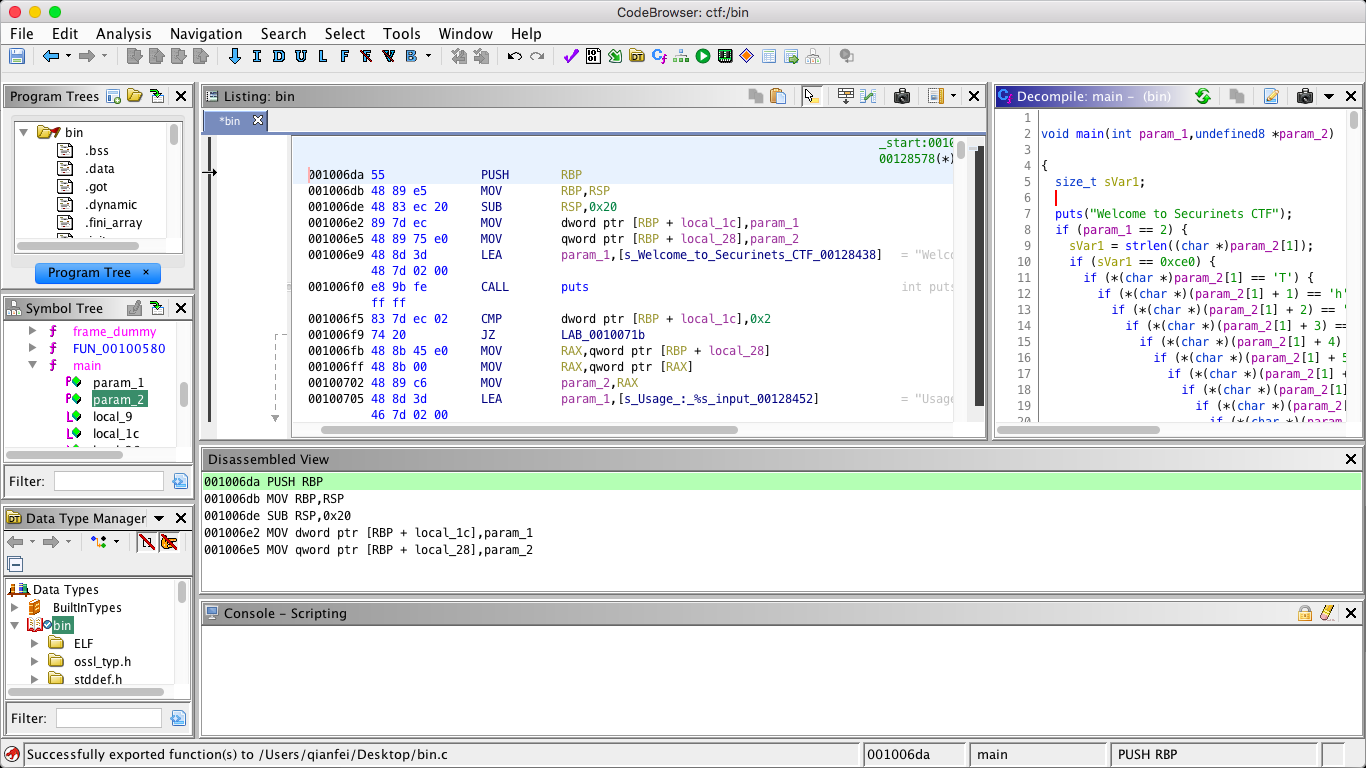 CodeBrowser: ctf:/bin
File Edit Analysis Navigation Search Select Tools Window Help
I D U L F B
Program Trees
bin
.bss
.data
.got
.dynamic
.fini_array
Program Tree ×
Symbol Tree
f frame_dummy
f FUN_00100580
f main
param_1
param_2
local_9
local_1c
Filter:
Data Type Manager
Data Types
BuiltInTypes
bin
ELF
ossl_typ.h
stddef.h
Filter:
Listing: bin
*bin
_start:0010
00128578(*)
001006da 55 PUSH RBP
001006db 48 89 e5 MOV RBP,RSP
001006de 48 83 ec 20 SUB RSP,0x20
001006e2 89 7d ec MOV dword ptr [RBP + local_1c],param_1
001006e5 48 89 75 e0 MOV qword ptr [RBP + local_28],param_2
001006e9 48 8d 3d LEA param_1,[s_Welcome_to_Securinets_CTF_00128438] = "Welc
48 7d 02 00
001006f0 e8 9b fe CALL puts int puts
ff ff
001006f5 83 7d ec 02 CMP dword ptr [RBP + local_1c],0x2
001006f9 74 20 JZ LAB_0010071b
001006fb 48 8b 45 e0 MOV RAX,qword ptr [RBP + local_28]
001006ff 48 8b 00 MOV RAX,qword ptr [RAX]
00100702 48 89 c6 MOV param_2,RAX
00100705 48 8d 3d LEA param_1,[s_Usage_:_%s_input_00128452] = "Usage
46 7d 02 00
Decompile: main – (bin)
1
2 void main(int param_1,undefined8 *param_2)
3
4 {
5 size_t sVar1;
6
7 puts("Welcome to Securinets CTF");
8 if (param_1 == 2) {
9 sVar1 = strlen((char *)param_2[1]);
10 if (sVar1 == 0xce0) {
11 if (*(char *)param_2[1] == 'T') {
12 if (*(char *)(param_2[1] + 1) == 'h'
13 if (*(char *)(param_2[1] + 2) == '
14 if (*(char *)(param_2[1] + 3) ==
15 if (*(char *)(param_2[1] + 4)
16 if (*(char *)(param_2[1] + 5
17 if (*(char *)(param_2[1] +
18 if (*(char *)(param_2[1]
19 if (*(char *)(param_2[
20 if (*(char *)(param
Disassembled View
001006da PUSH RBP
001006db MOV RBP,RSP
001006de SUB RSP,0x20
001006e2 MOV dword ptr [RBP + local_1c],param_1
001006e5 MOV qword ptr [RBP + local_28],param_2
Console – Scripting
Successfully exported function(s) to /Users/qianfei/Desktop/bin.c
001006da
main
PUSH RBP